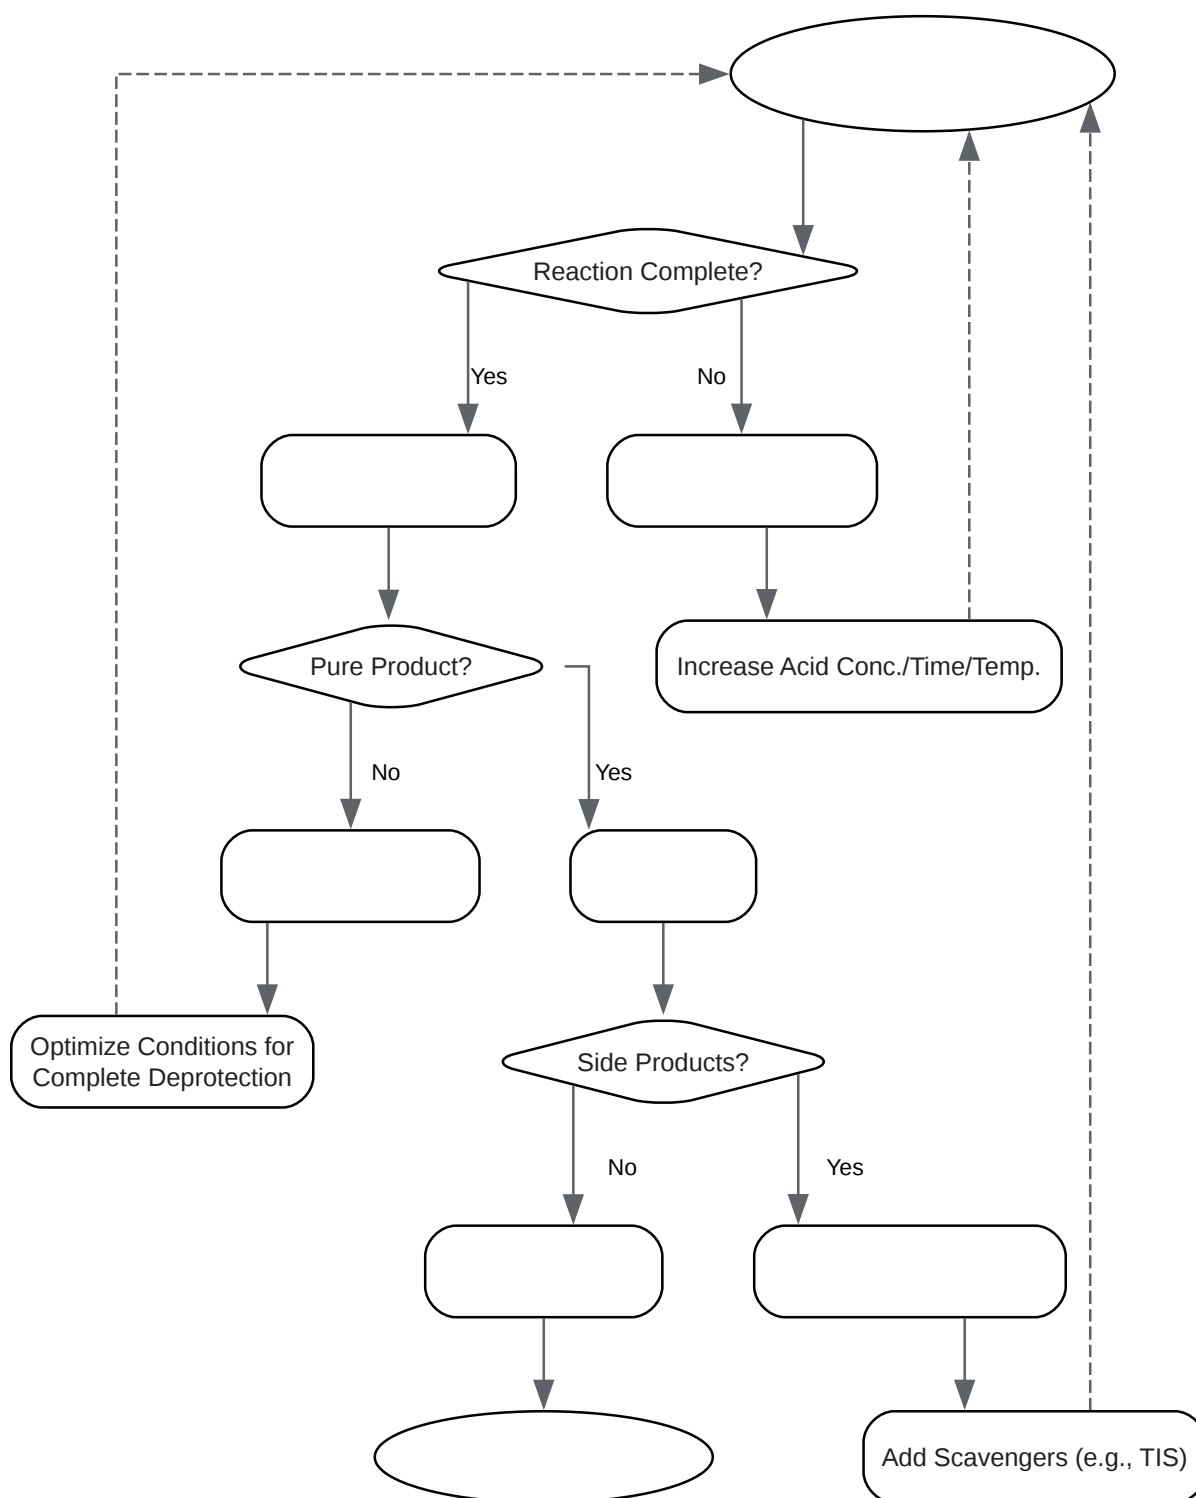 Reaction Complete?
Yes
No
Pure Product?
Increase Acid Conc./Time/Temp.
No
Yes
Optimize Conditions for
Complete Deprotection
Side Products?
No
Yes
Add Scavengers (e.g., TIS)